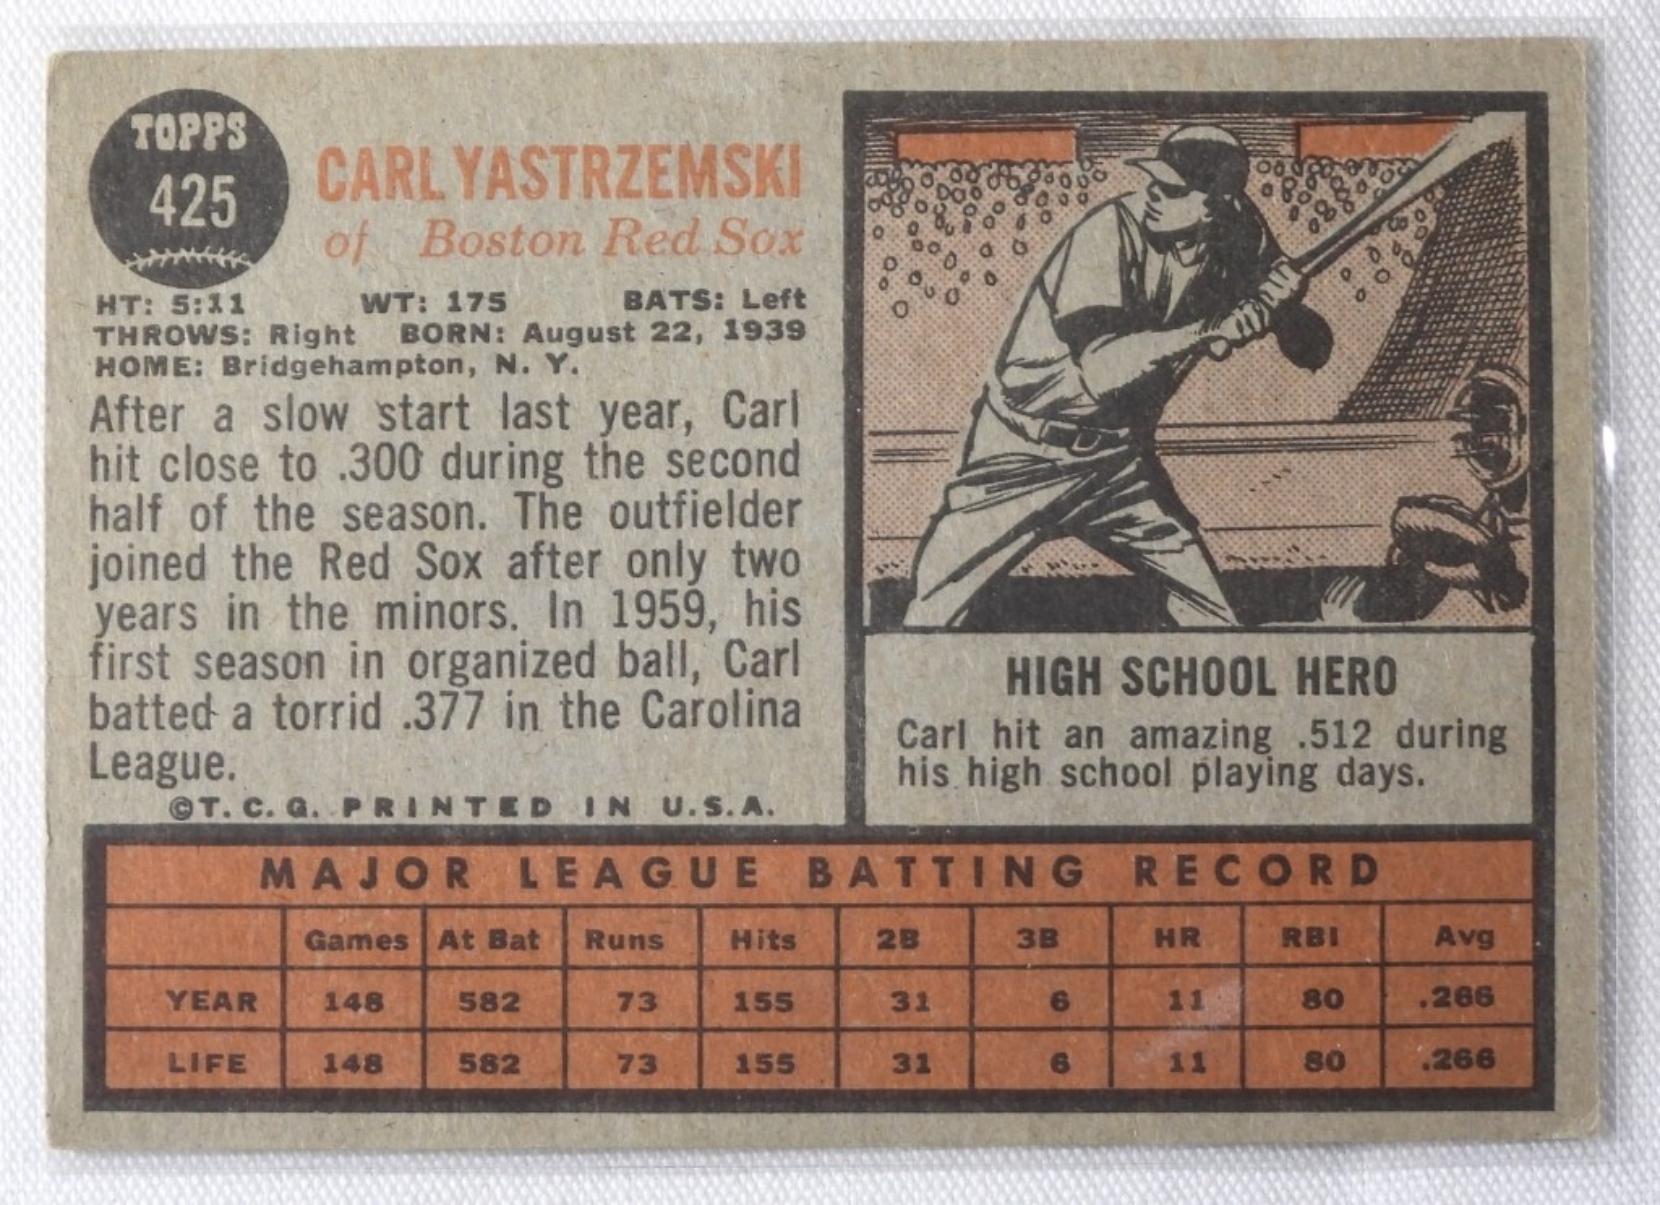 TOPPS
425
CARL YASTRZEMSKI
of Boston Red Sox
HT: 5:11 WT: 175 BATS: Left
THROWS: Right BORN: August 22, 1939
HOME: Bridgehampton, N. Y.
After a slow start last year, Carl
hit close to .300 during the second
half of the season. The outfielder
joined the Red Sox after only two
years in the minors. In 1959, his
first season in organized ball, Carl
batted a torrid .377 in the Carolina
League.
©T. C. G. PRINTED IN U.S.A.
HIGH SCHOOL HERO
Carl hit an amazing .512 during
his high school playing days.
MAJOR LEAGUE BATTING RECORD
Games At Bat Runs Hits 2B 3B HR RBI Avg
YEAR 148 582 73 155 31 6 11 80 .266
LIFE 148 582 73 155 31 6 11 80 .266